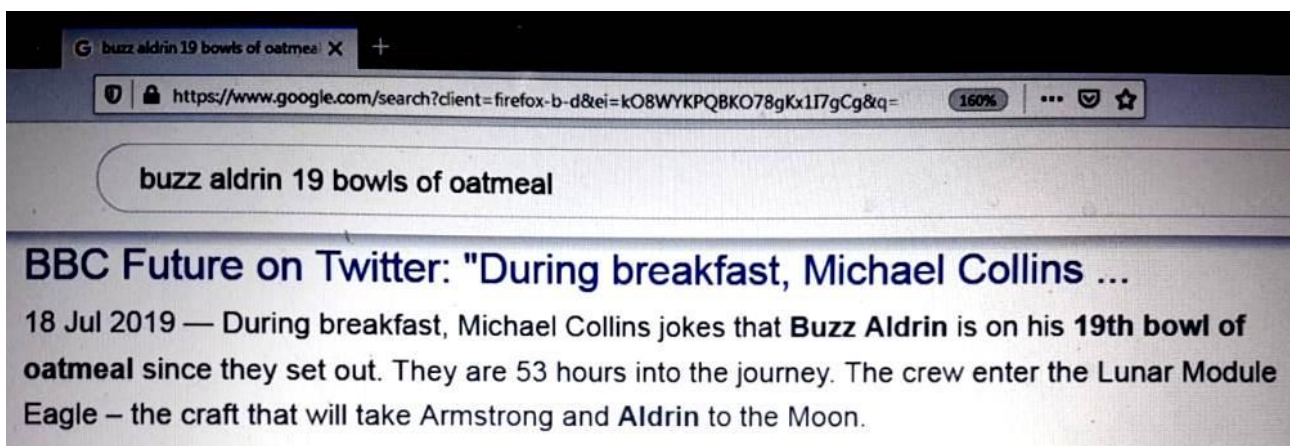 G buzz aldrin 19 bowls of oatmeal
https://www.google.com/search?client=firefox-b-d&ei=kO8WYKPQBKO78gKx1I7gCg&q=
160%
buzz aldrin 19 bowls of oatmeal
BBC Future on Twitter: "During breakfast, Michael Collins ...
18 Jul 2019 — During breakfast, Michael Collins jokes that Buzz Aldrin is on his 19th bowl of
oatmeal since they set out. They are 53 hours into the journey. The crew enter the Lunar Module
Eagle – the craft that will take Armstrong and Aldrin to the Moon.